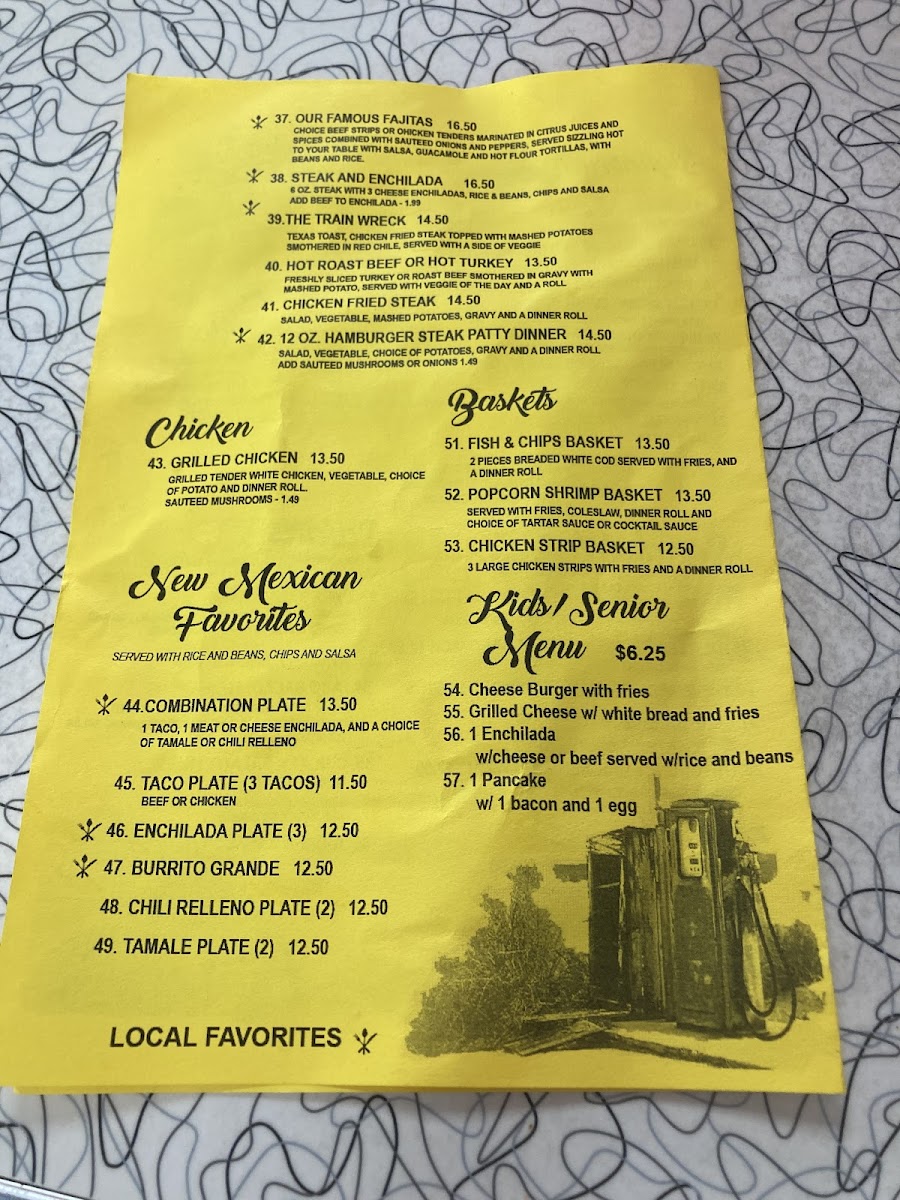 37. OUR FAMOUS FAJITAS 16.50
CHOICE BEEF STRIPS OR CHICKEN TENDERS MARINATED IN CITRUS JUICES AND
SPICES COMBINED WITH SAUTEED ONIONS AND PEPPERS, SERVED SIZZLING HOT
TO YOUR TABLE WITH SALSA, GUACAMOLE AND HOT FLOUR TORTILLAS, WITH
BEANS AND RICE.
38. STEAK AND ENCHILADA 16.50
6 OZ. STEAK WITH 3 CHEESE ENCHILADAS, RICE & BEANS, CHIPS AND SALSA
ADD BEEF TO ENCHILADA - 1.99
39.THE TRAIN WRECK 14.50
TEXAS TOAST, CHICKEN FRIED STEAK TOPPED WITH MASHED POTATOES
SMOTHERED IN RED CHILE, SERVED WITH A SIDE OF VEGGIE
40. HOT ROAST BEEF OR HOT TURKEY 13.50
FRESHLY SLICED TURKEY OR ROAST BEEF SMOTHERED IN GRAVY WITH
MASHED POTATO, SERVED WITH VEGGIE OF THE DAY AND A ROLL
41. CHICKEN FRIED STEAK 14.50
SALAD, VEGETABLE, MASHED POTATOES, GRAVY AND A DINNER ROLL
42. 12 OZ. HAMBURGER STEAK PATTY DINNER 14.50
SALAD, VEGETABLE, CHOICE OF POTATOES, GRAVY AND A DINNER ROLL
ADD SAUTEED MUSHROOMS OR ONIONS 1.49
Chicken
43. GRILLED CHICKEN 13.50
GRILLED TENDER WHITE CHICKEN, VEGETABLE, CHOICE
OF POTATO AND DINNER ROLL.
SAUTEED MUSHROOMS - 1.49
New Mexican
Favorites
SERVED WITH RICE AND BEANS, CHIPS AND SALSA
44.COMBINATION PLATE 13.50
1 TACO, 1 MEAT OR CHEESE ENCHILADA, AND A CHOICE
OF TAMALE OR CHILI RELLENO
45. TACO PLATE (3 TACOS) 11.50
BEEF OR CHICKEN
46. ENCHILADA PLATE (3) 12.50
47. BURRITO GRANDE 12.50
48. CHILI RELLENO PLATE (2) 12.50
49. TAMALE PLATE (2) 12.50
LOCAL FAVORITES
Baskets
51. FISH & CHIPS BASKET 13.50
2 PIECES BREADED WHITE COD SERVED WITH FRIES, AND
A DINNER ROLL
52. POPCORN SHRIMP BASKET 13.50
SERVED WITH FRIES, COLESLAW, DINNER ROLL AND
CHOICE OF TARTAR SAUCE OR COCKTAIL SAUCE
53. CHICKEN STRIP BASKET 12.50
3 LARGE CHICKEN STRIPS WITH FRIES AND A DINNER ROLL
Kids/Senior
Menu $6.25
54. Cheese Burger with fries
55. Grilled Cheese w/ white bread and fries
56. 1 Enchilada
w/cheese or beef served w/rice and beans
57. 1 Pancake
w/ 1 bacon and 1 egg